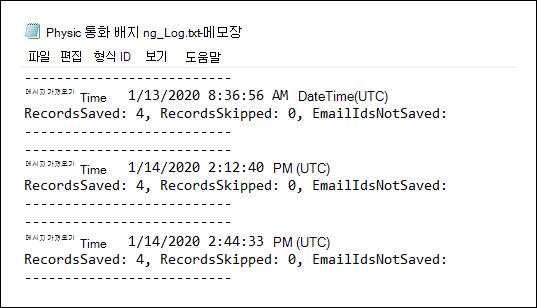 Physic 통화 배지 ng_Log.txt-메모장
파일 편집 형식 ID 보기 도움말
--------------------------
메시지 가져오기 Time 1/13/2020 8:36:56 AM DateTime(UTC)
RecordsSaved: 4, RecordsSkipped: 0, EmailIdsNotSaved:
--------------------------
--------------------------
메시지 가져오기 Time 1/14/2020 2:12:40 PM (UTC)
RecordsSaved: 4, RecordsSkipped: 0, EmailIdsNotSaved:
--------------------------
--------------------------
메시지 가져오기 Time 1/14/2020 2:44:33 PM (UTC)
RecordsSaved: 4, RecordsSkipped: 0, EmailIdsNotSaved:
--------------------------